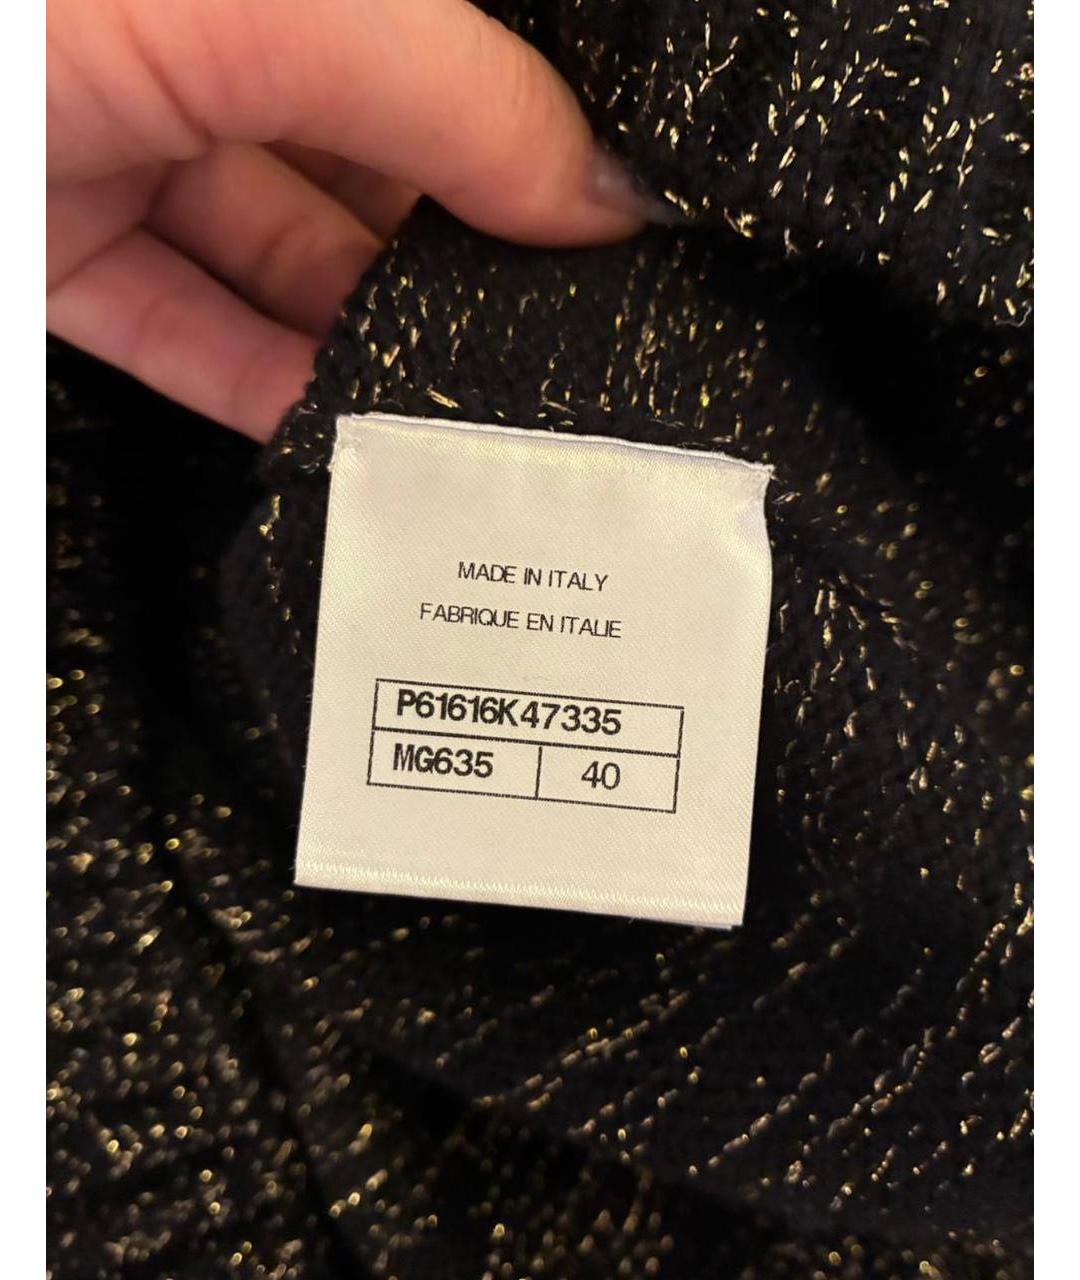 MADE IN ITALY
FABRIQUE EN ITALIE
P61616K47335
MG635 40